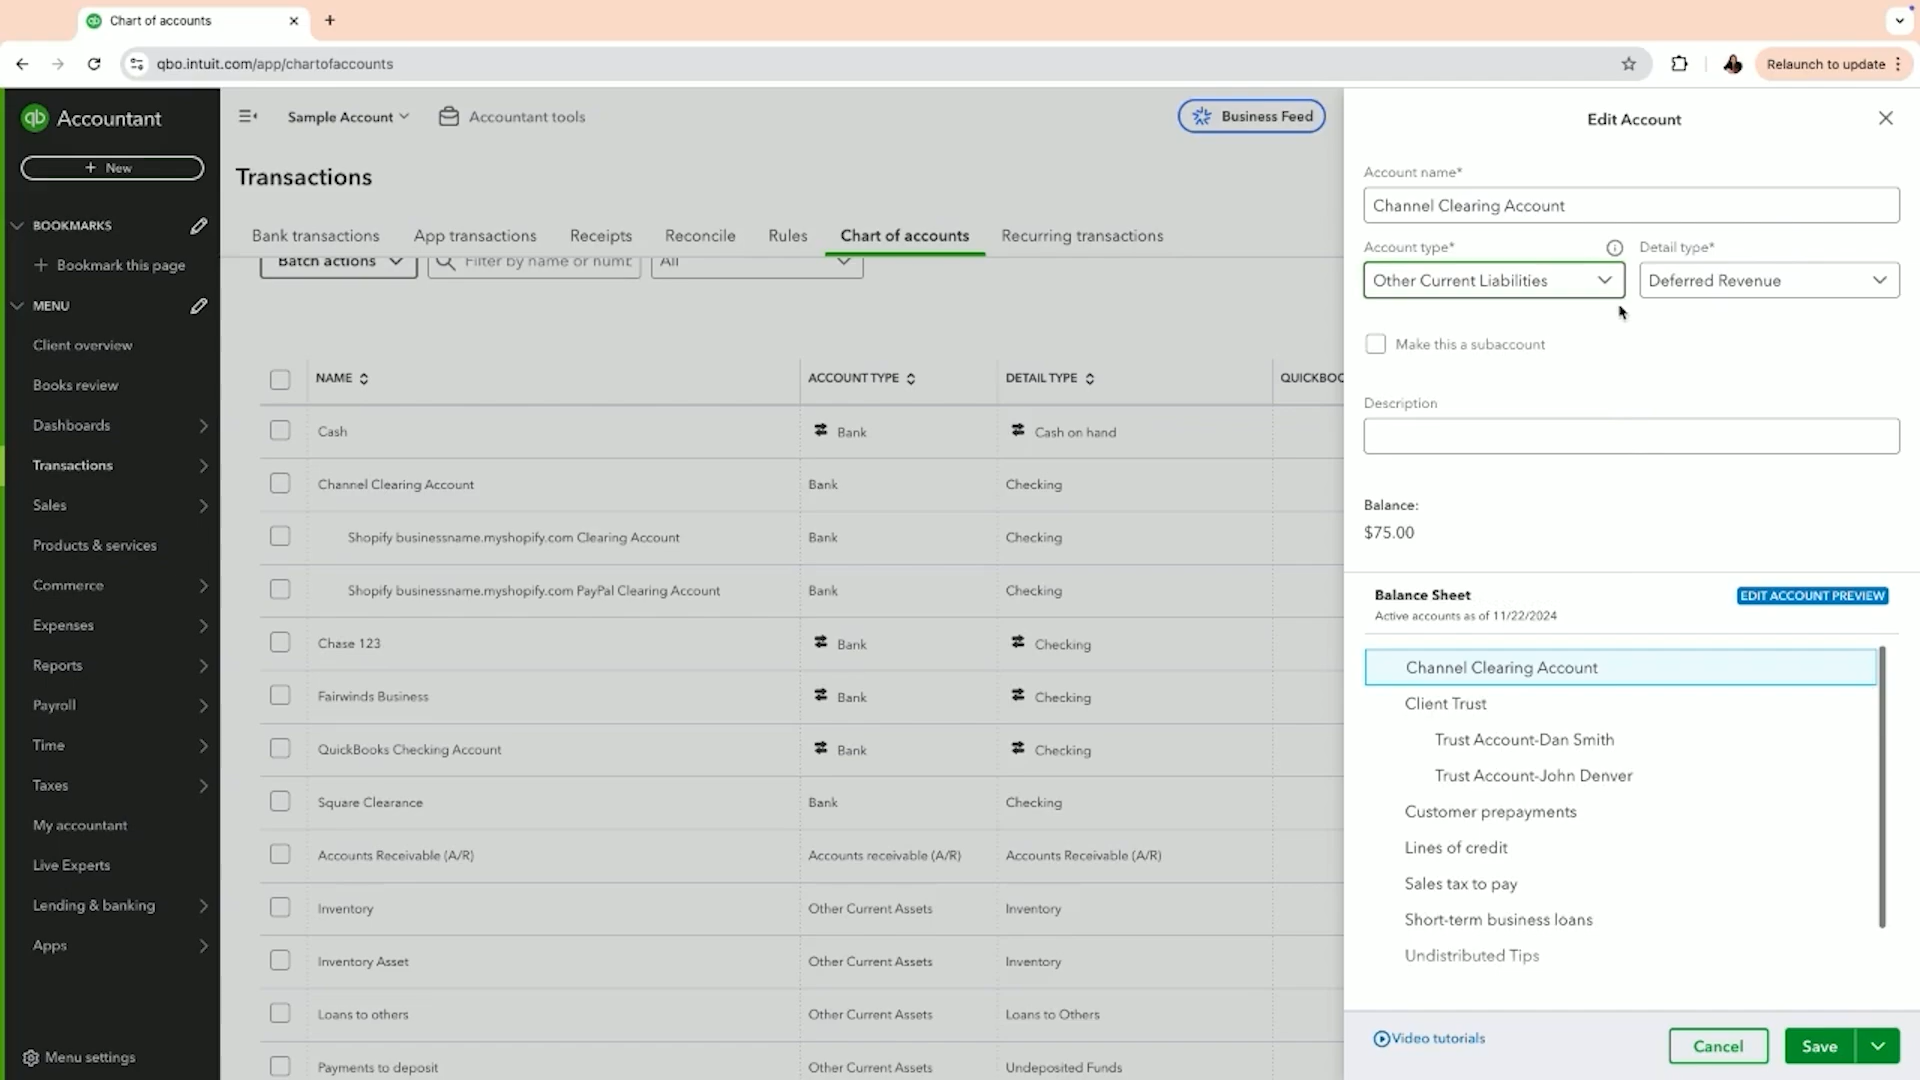 Chart of accounts
qbo.intuit.com/app/chartofaccounts
Relaunch to update
qb Accountant
+ New
BOOKMARKS
+ Bookmark this page
MENU
Client overview
Books review
Dashboards
Transactions
Sales
Products & services
Commerce
Expenses
Reports
Payroll
Time
Taxes
My accountant
Live Experts
Lending & banking
Apps
Menu settings
Sample Account
Accountant tools
Business Feed
Transactions
Bank transactions
App transactions
Receipts
Reconcile
Rules
Chart of accounts
Recurring transactions
Batch actions
Filter by name or numb
All
NAME ACCOUNT TYPE DETAIL TYPE QUICKBOO
Cash Bank Cash on hand
Channel Clearing Account Bank Checking
Shopify businessname.myshopify.com Clearing Account Bank Checking
Shopify businessname.myshopify.com PayPal Clearing Account Bank Checking
Chase 123 Bank Checking
Fairwinds Business Bank Checking
QuickBooks Checking Account Bank Checking
Square Clearance Bank Checking
Accounts Receivable (A/R) Accounts receivable (A/R) Accounts Receivable (A/R)
Inventory Other Current Assets Inventory
Inventory Asset Other Current Assets Inventory
Loans to others Other Current Assets Loans to Others
Payments to deposit Other Current Assets Undeposited Funds
Edit Account
Account name*
Channel Clearing Account
Account type* Detail type*
Other Current Liabilities Deferred Revenue
Make this a subaccount
Description
Balance:
$75.00
Balance Sheet
EDIT ACCOUNT PREVIEW
Active accounts as of 11/22/2024
Channel Clearing Account
Client Trust
Trust Account-Dan Smith
Trust Account-John Denver
Customer prepayments
Lines of credit
Sales tax to pay
Short-term business loans
Undistributed Tips
Video tutorials
Cancel
Save